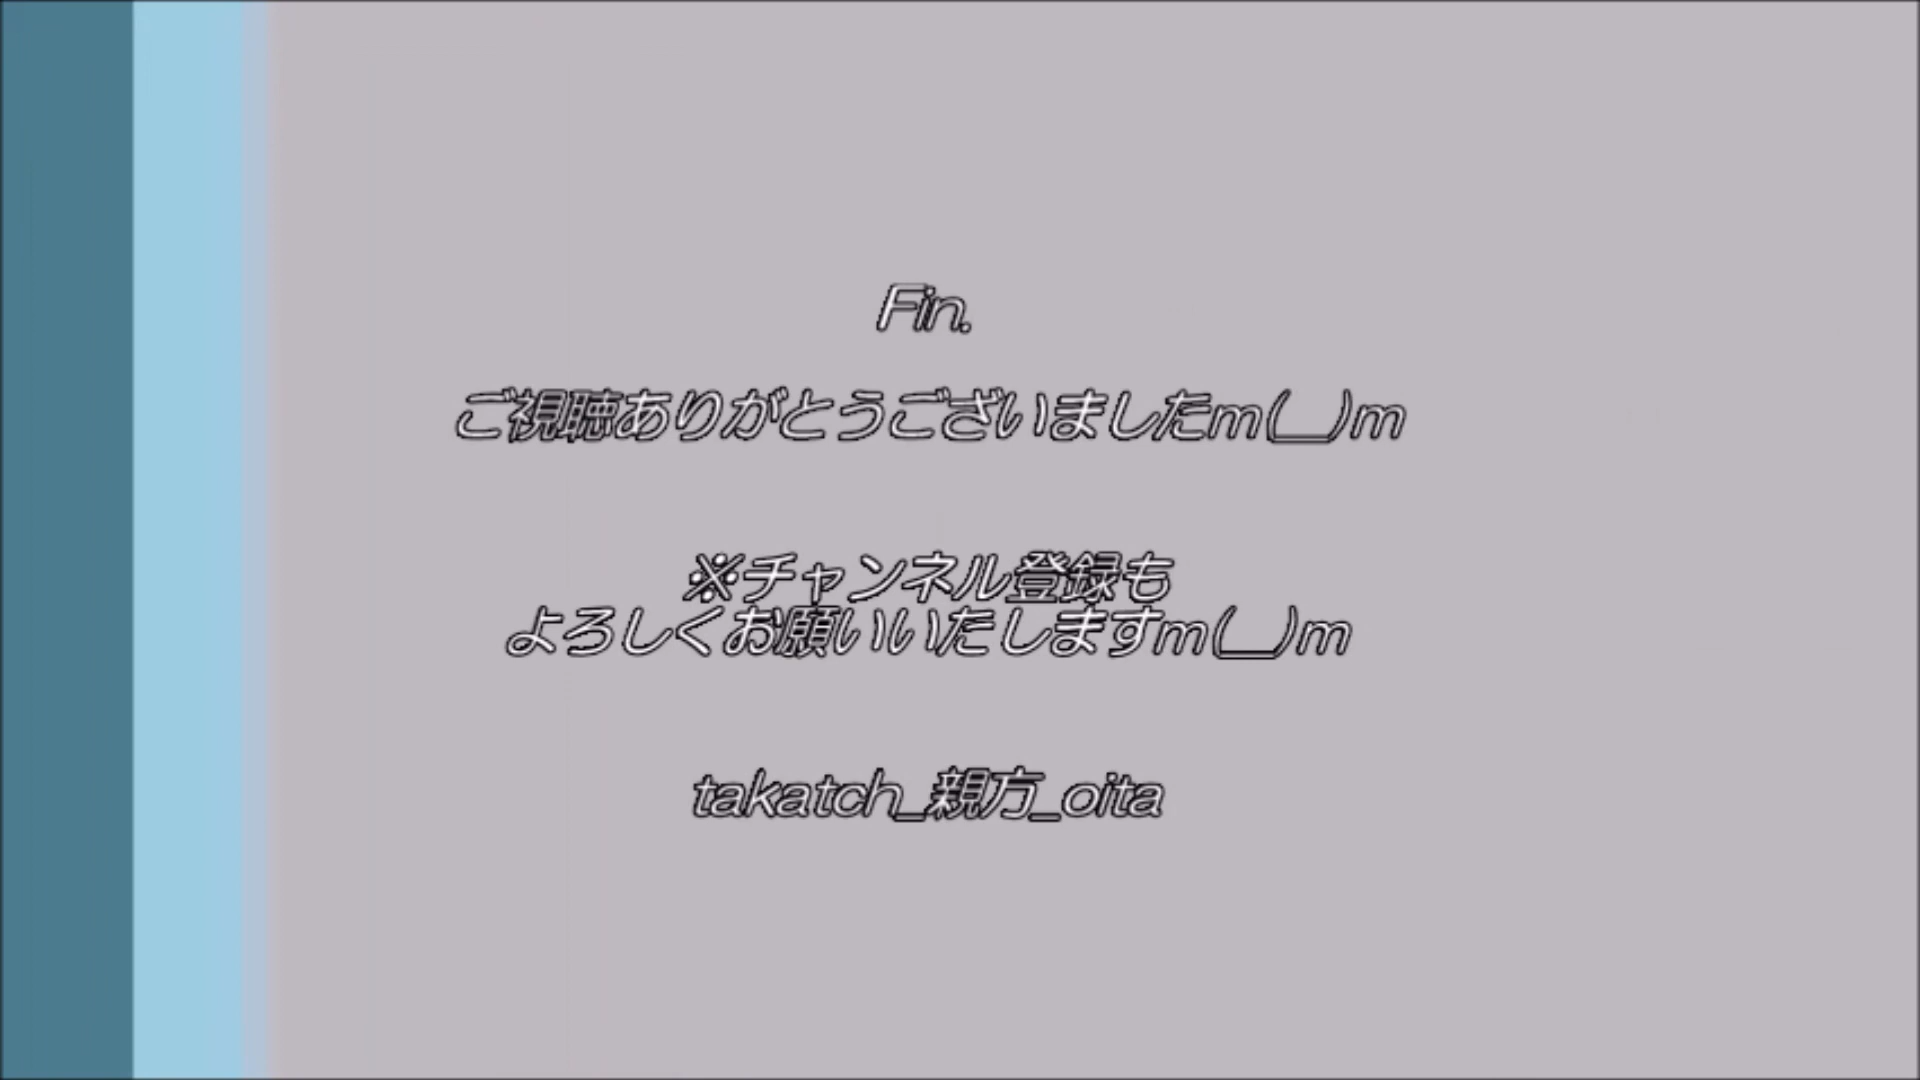 Fin.
ご視聴ありがとうございましたm(__)m
※チャンネル登録も
よろしくお願いいたしますm(__)m
takatch_親方_oita